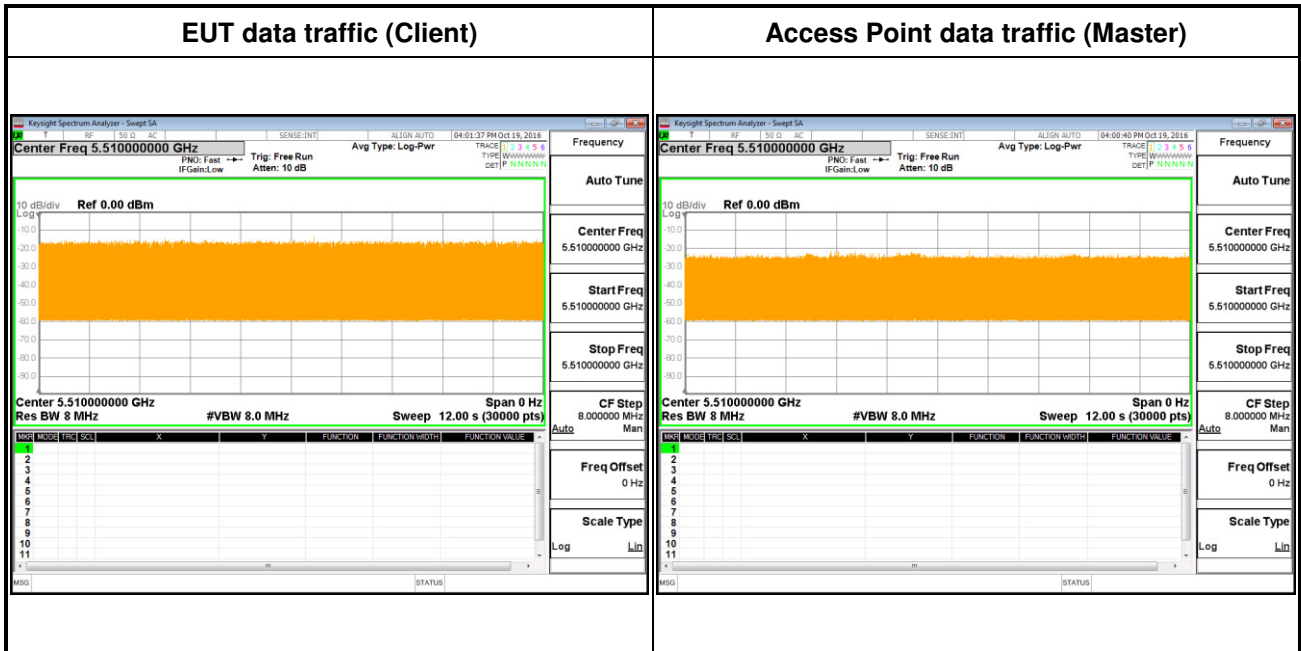 EUT data traffic (Client)
Access Point data traffic (Master)
Keysight Spectrum Analyzer - Swept SA
T RF 50 Ω AC SENSE:INT ALIGN AUTO 04:01:37 PM Oct 19, 2016
Center Freq 5.510000000 GHz
Avg Type: Log-Pwr
TRACE 1 2 3 4 5 6
PNO: Fast Trig: Free Run
TYPE WWWWWWW
IFGain:Low Atten: 10 dB
DET P N N N N N
10 dB/div Ref 0.00 dBm
Log
-10.0
-20.0
-30.0
-40.0
-50.0
-60.0
-70.0
-80.0
-90.0
Center 5.510000000 GHz Span 0 Hz
Res BW 8 MHz #VBW 8.0 MHz Sweep 12.00 s (30000 pts)
MKR MODE TRC SCL X Y FUNCTION FUNCTION WIDTH FUNCTION VALUE
1
2
3
4
5
6
7
8
9
10
11
MSG STATUS
Frequency
Auto Tune
Center Freq
5.510000000 GHz
Start Freq
5.510000000 GHz
Stop Freq
5.510000000 GHz
CF Step
8.000000 MHz
Auto Man
Freq Offset
0 Hz
Scale Type
Log Lin
Keysight Spectrum Analyzer - Swept SA
T RF 50 Ω AC SENSE:INT ALIGN AUTO 04:00:40 PM Oct 19, 2016
Center Freq 5.510000000 GHz
Avg Type: Log-Pwr
TRACE 1 2 3 4 5 6
PNO: Fast Trig: Free Run
TYPE WWWWWWW
IFGain:Low Atten: 10 dB
DET P N N N N N
10 dB/div Ref 0.00 dBm
Log
-10.0
-20.0
-30.0
-40.0
-50.0
-60.0
-70.0
-80.0
-90.0
Center 5.510000000 GHz Span 0 Hz
Res BW 8 MHz #VBW 8.0 MHz Sweep 12.00 s (30000 pts)
MKR MODE TRC SCL X Y FUNCTION FUNCTION WIDTH FUNCTION VALUE
1
2
3
4
5
6
7
8
9
10
11
MSG STATUS
Frequency
Auto Tune
Center Freq
5.510000000 GHz
Start Freq
5.510000000 GHz
Stop Freq
5.510000000 GHz
CF Step
8.000000 MHz
Auto Man
Freq Offset
0 Hz
Scale Type
Log Lin